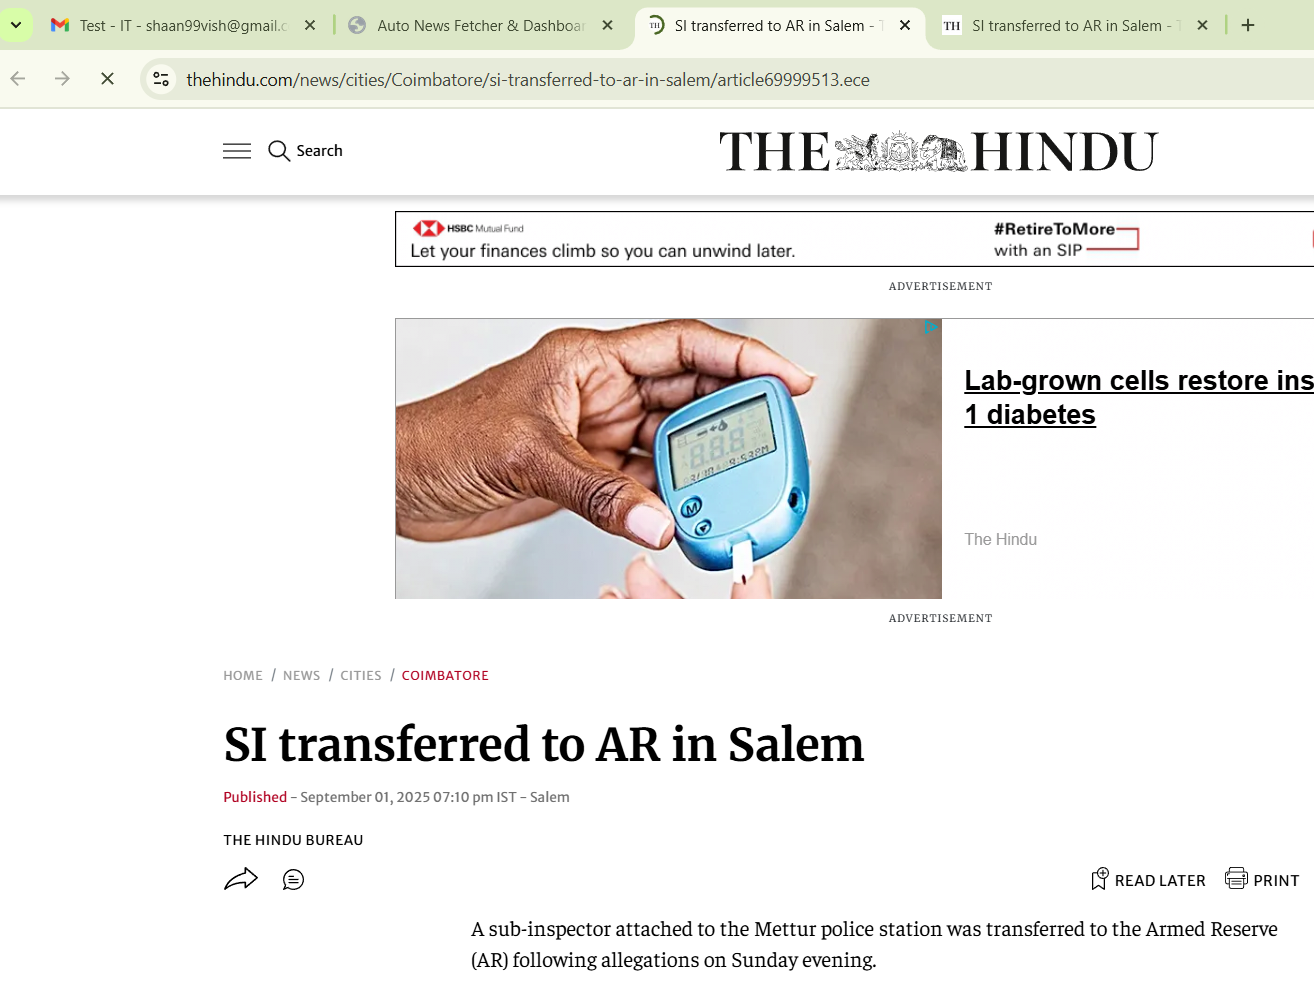 Test - IT - shaan99vish@gmail.c
Auto News Fetcher & Dashboar
TH
SI transferred to AR in Salem - T
TH
SI transferred to AR in Salem - T
thehindu.com/news/cities/Coimbatore/si-transferred-to-ar-in-salem/article69999513.ece
Search
THE HINDU
HSBC Mutual Fund
Let your finances climb so you can unwind later.
#RetireToMore
with an SIP
ADVERTISEMENT
M
Lab-grown cells restore ins
1 diabetes
The Hindu
ADVERTISEMENT
HOME / NEWS / CITIES / COIMBATORE
SI transferred to AR in Salem
Published - September 01, 2025 07:10 pm IST - Salem
THE HINDU BUREAU
READ LATER PRINT
A sub-inspector attached to the Mettur police station was transferred to the Armed Reserve
(AR) following allegations on Sunday evening.